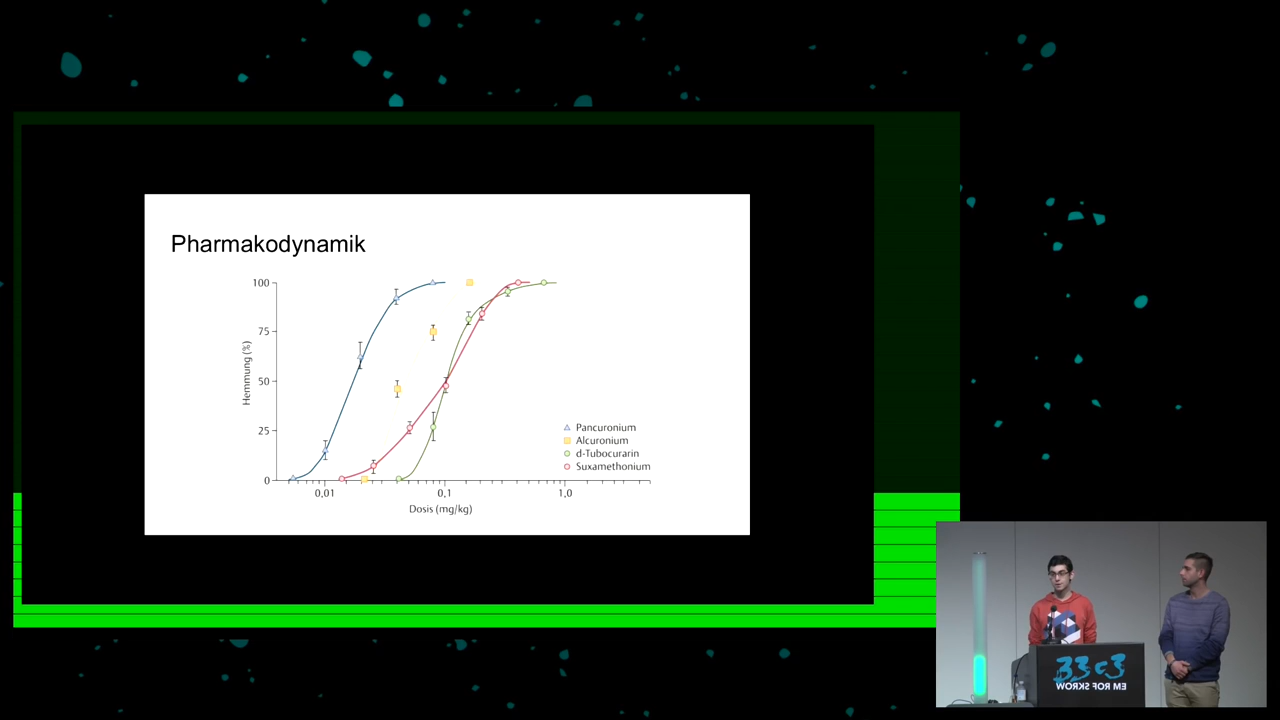 Pharmakodynamik
100
75
50
25
0
Hemmung (%)
0,01
0,1
1,0
Dosis (mg/kg)
Pancuronium
Alcuronium
d-Tubocurarin
Suxamethonium
33c3
WORKS FOR ME